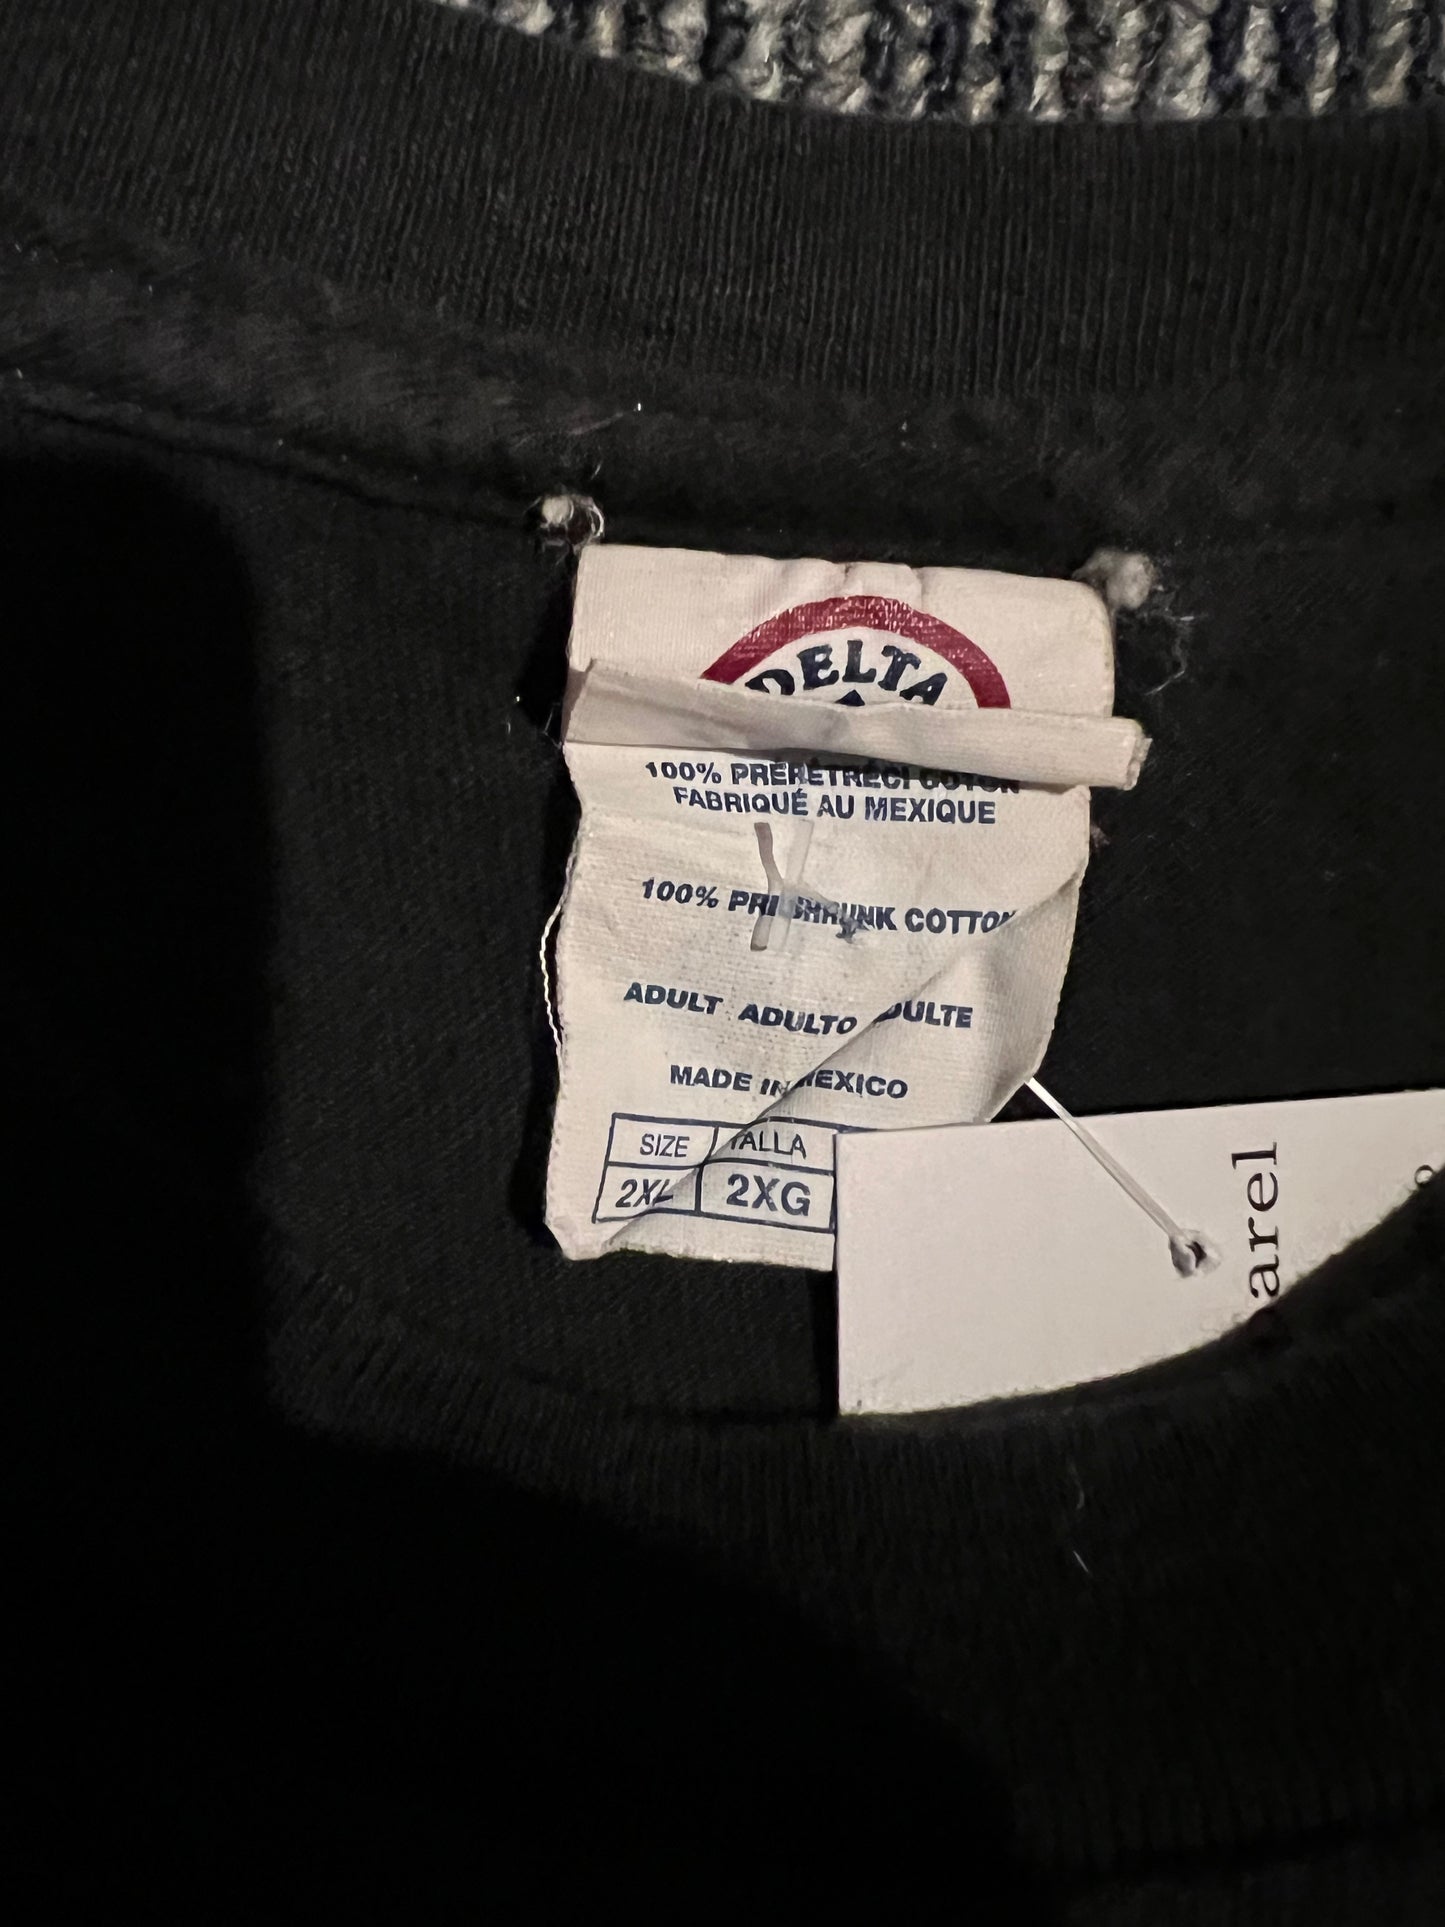 DELTA
100% PRÉRÉTRÉCI COTON
FABRIQUÉ AU MEXIQUE
100% PRESHRUNK COTTON
ADULT ADULTO ADULTE
MADE IN MEXICO
SIZE TALLA
2XL 2XG
arel